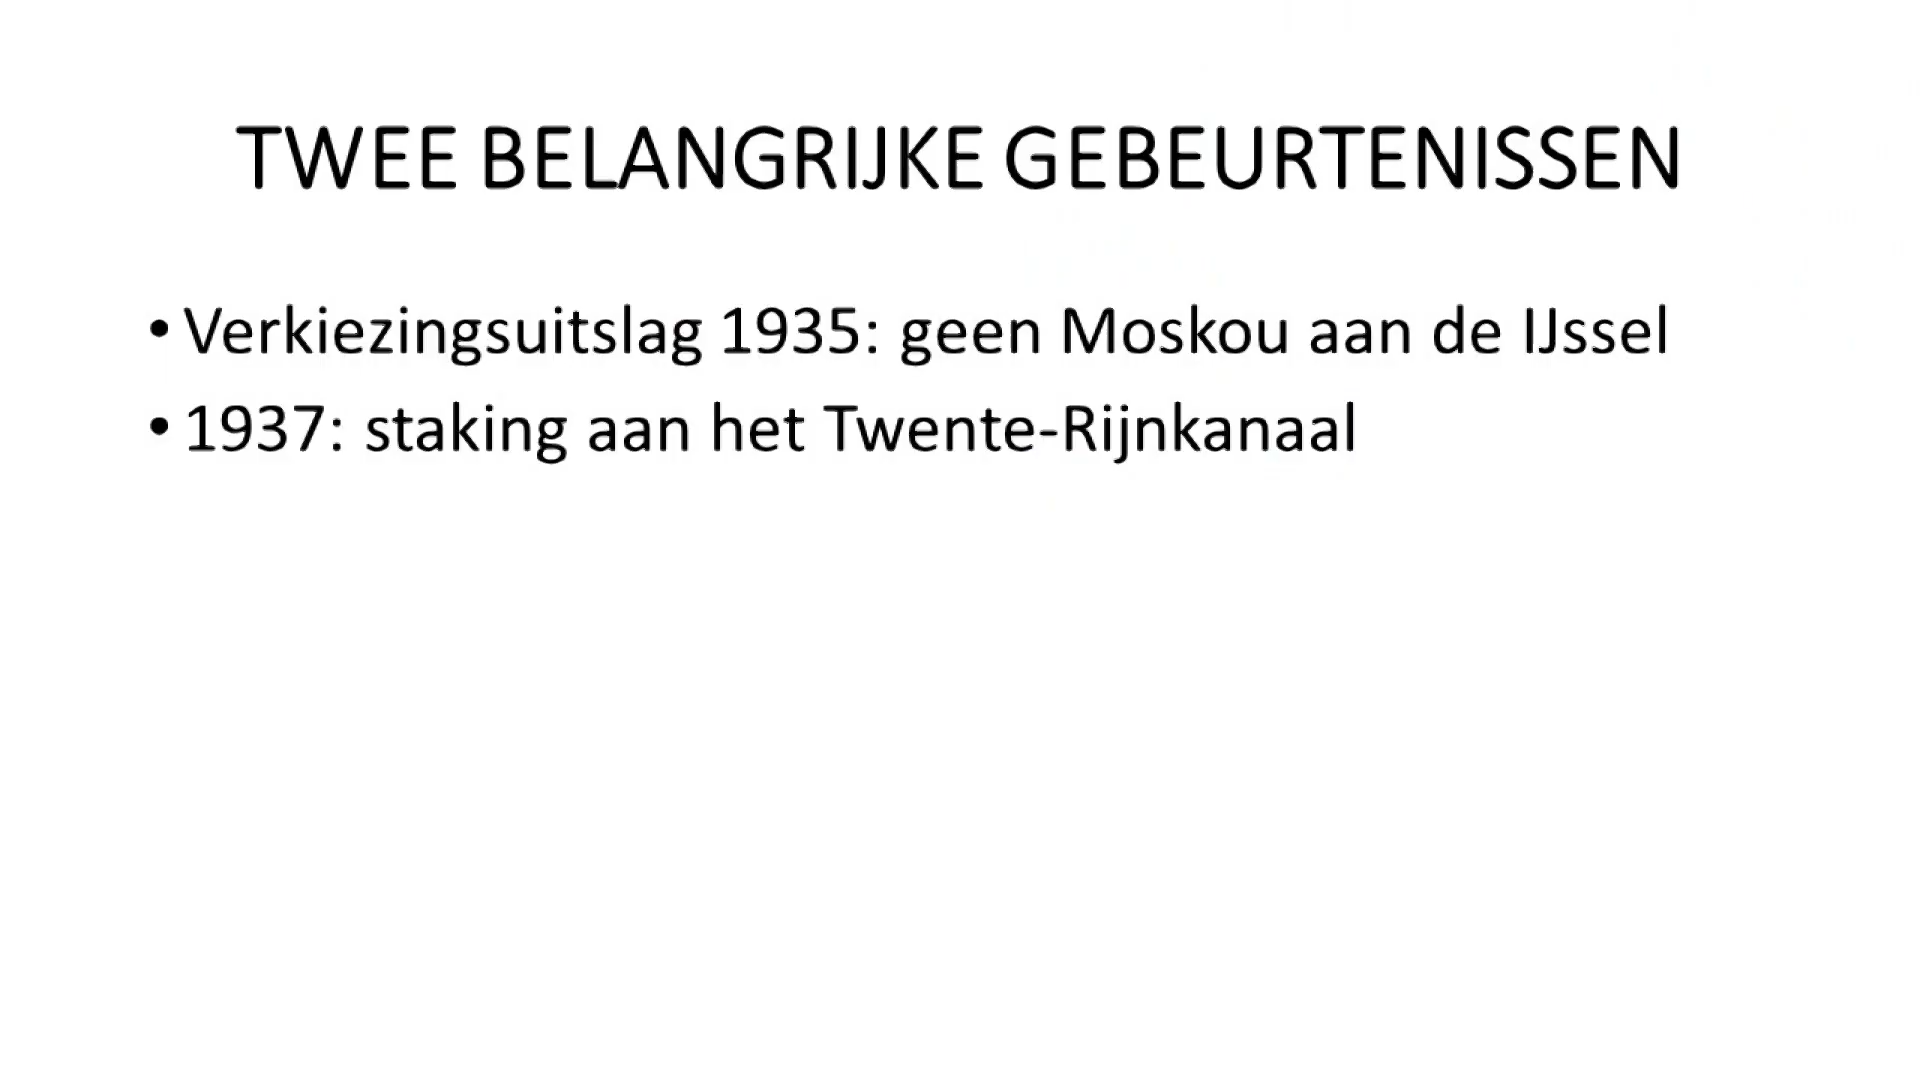 TWEE BELANGRIJKE GEBEURTENISSEN
• Verkiezingsuitslag 1935: geen Moskou aan de IJssel
• 1937: staking aan het Twente-Rijnkanaal